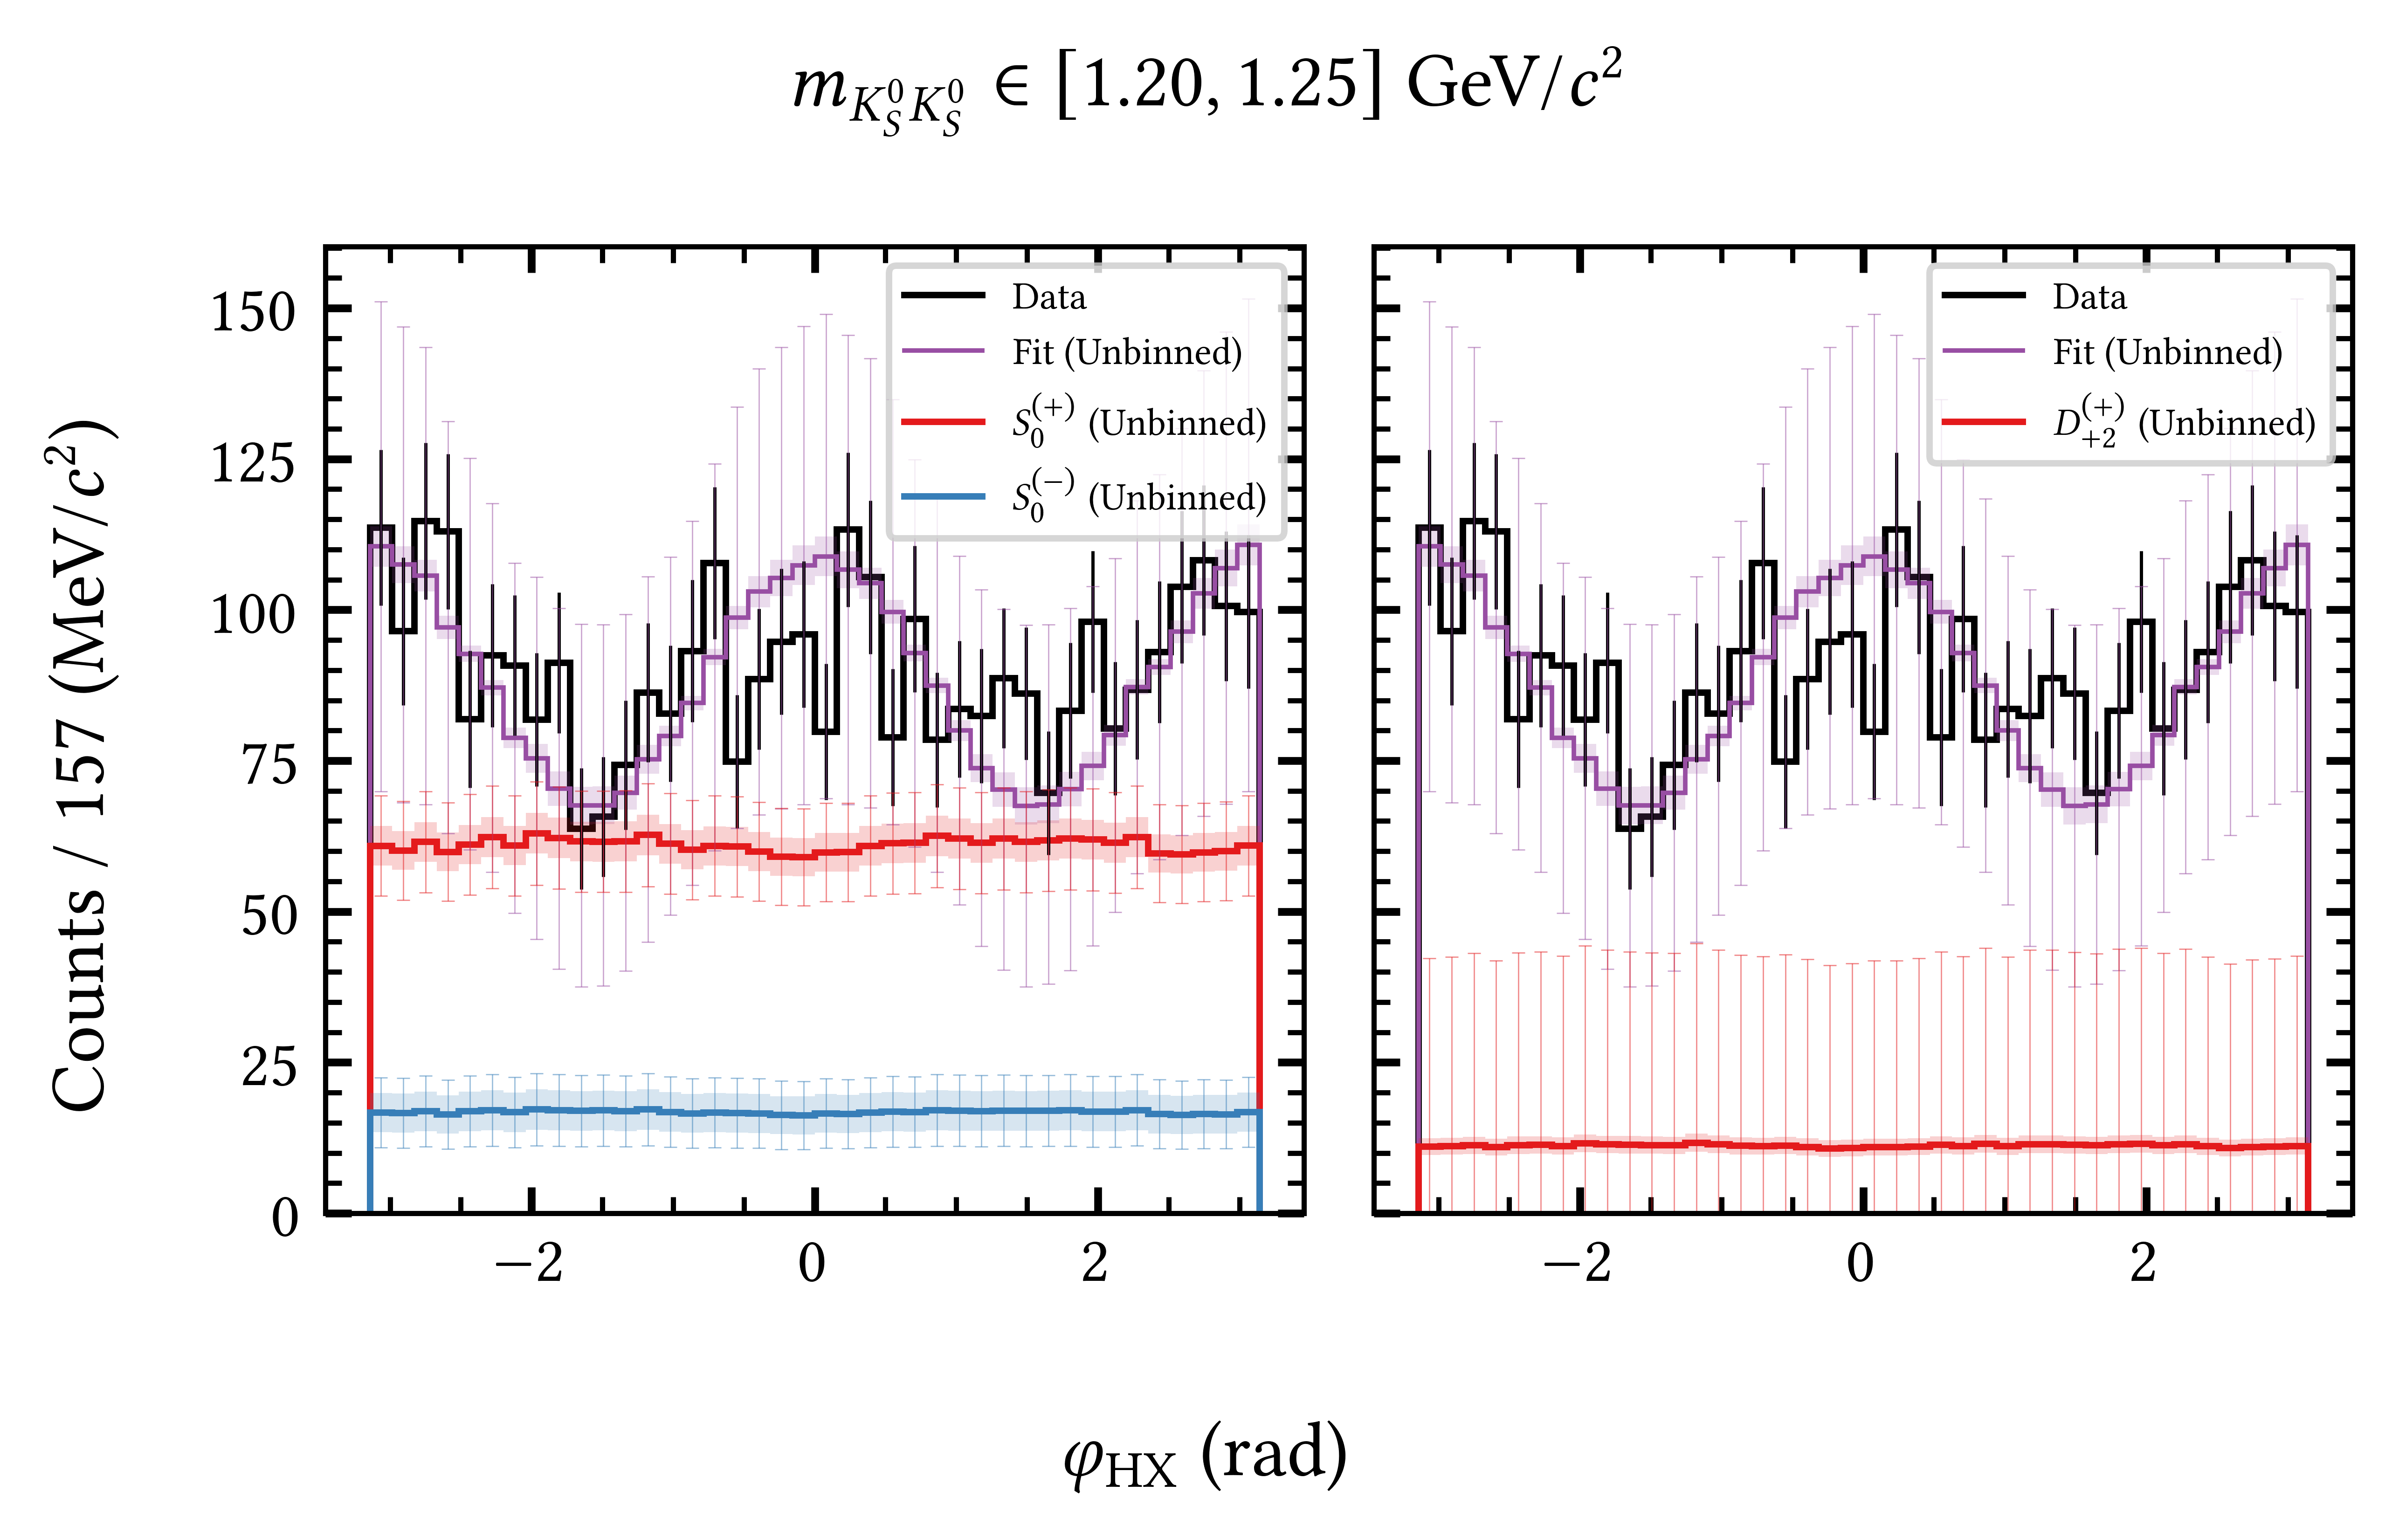 m_{K_S^0 K_S^0} ∈ [1.20, 1.25] GeV/c²
Counts / 157 (MeV/c²)
150
125
100
75
50
25
0
Data
Fit (Unbinned)
S_0^{(+)} (Unbinned)
S_0^{(−)} (Unbinned)
Data
Fit (Unbinned)
D_{+2}^{(+)} (Unbinned)
−2 0 2
−2 0 2
φ_{HX} (rad)